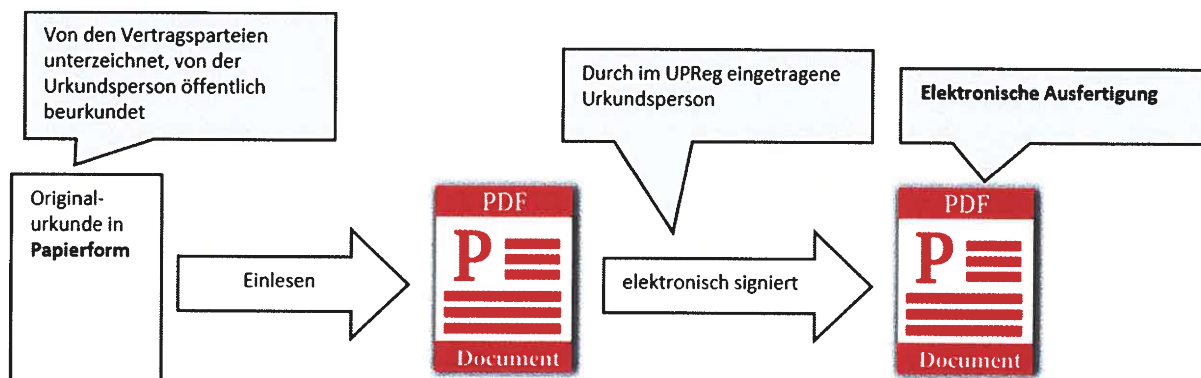 Von den Vertragsparteien
unterzeichnet, von der
Urkundsperson öffentlich
beurkundet
Durch im UPReg eingetragene
Urkundsperson
Elektronische Ausfertigung
Original-
urkunde in
Papierform
Einlesen
PDF
P
Document
elektronisch signiert
PDF
P
Document